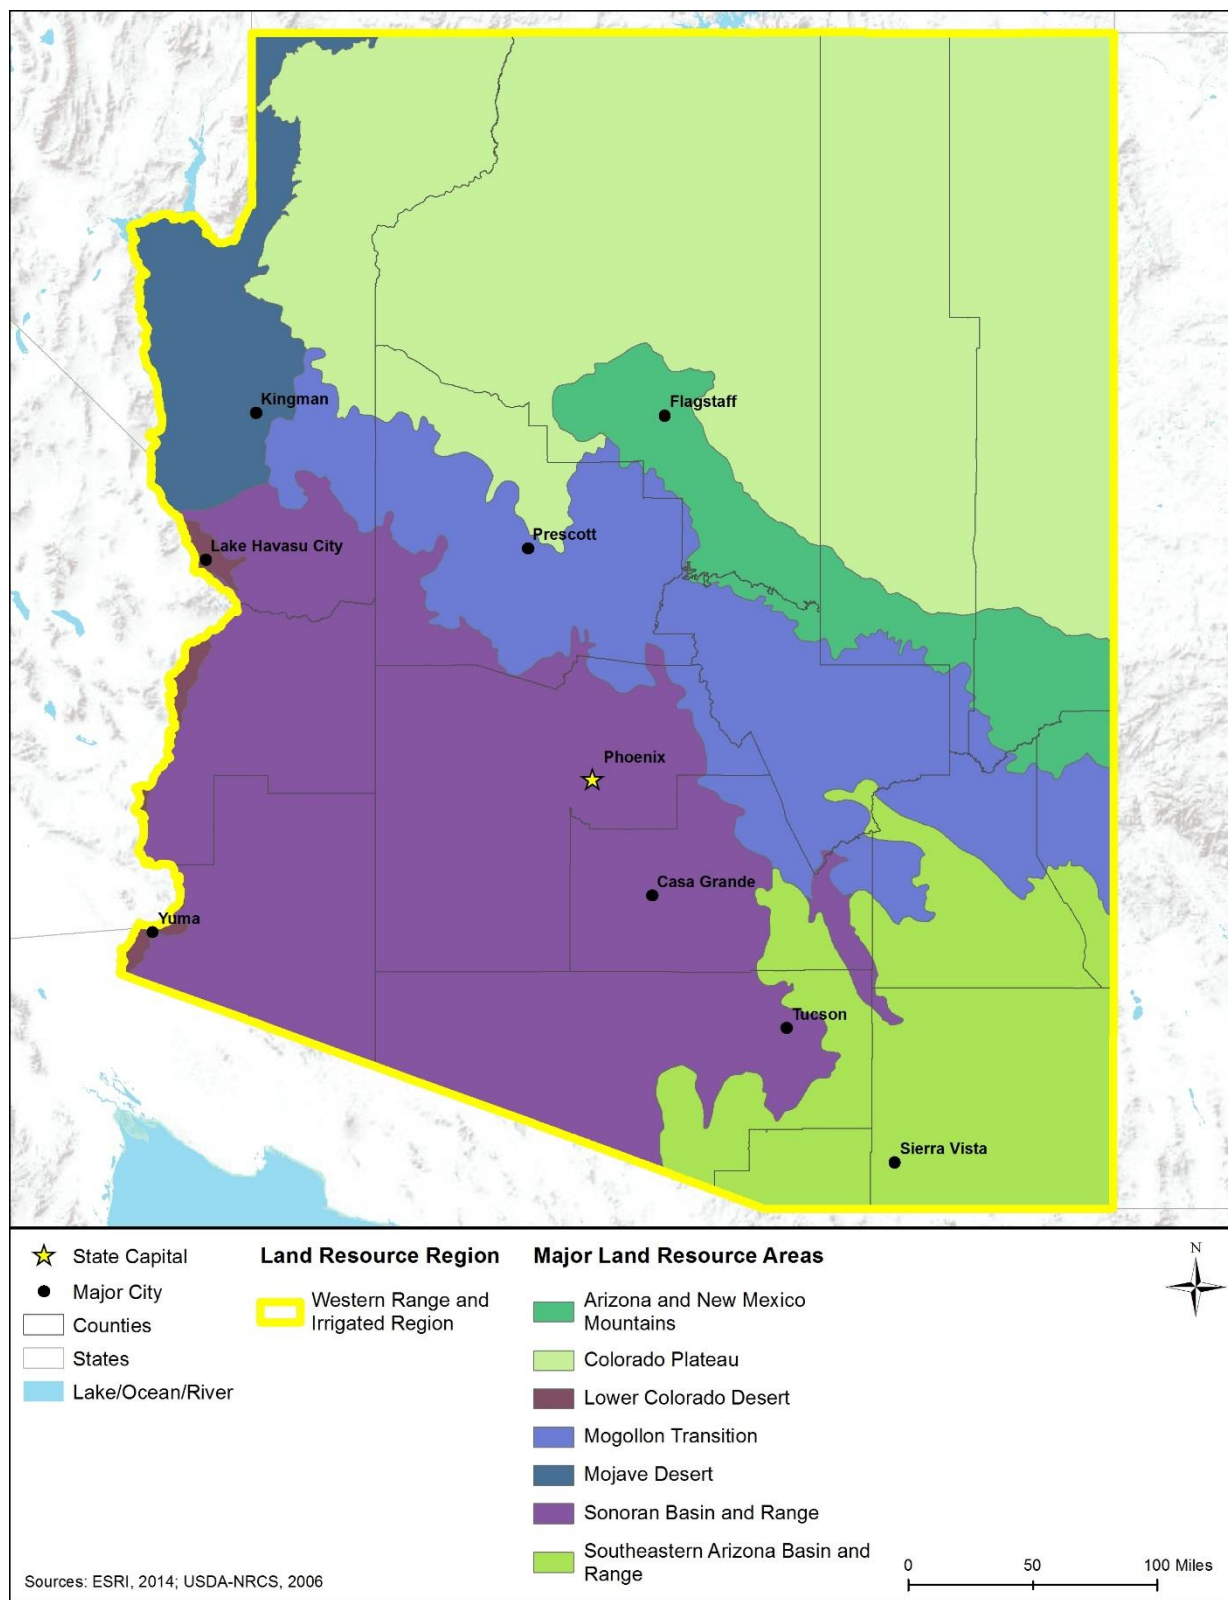 Kingman
Flagstaff
Prescott
Lake Havasu City
Phoenix
Casa Grande
Yuma
Tucson
Sierra Vista
State Capital
Major City
Counties
States
Lake/Ocean/River
Land Resource Region
Western Range and
Irrigated Region
Major Land Resource Areas
Arizona and New Mexico
Mountains
Colorado Plateau
Lower Colorado Desert
Mogollon Transition
Mojave Desert
Sonoran Basin and Range
Southeastern Arizona Basin and
Range
N
0 50 100 Miles
Sources: ESRI, 2014; USDA-NRCS, 2006